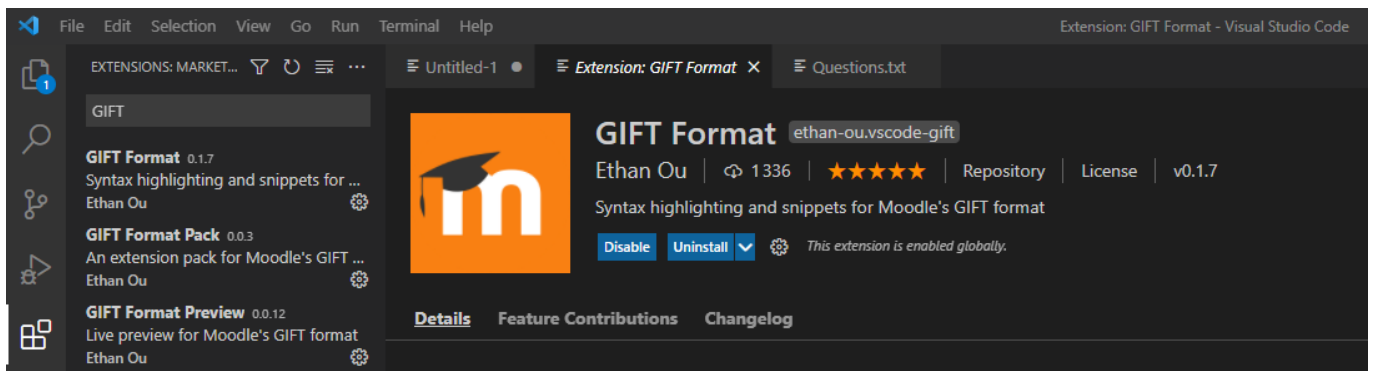 File Edit Selection View Go Run Terminal Help
Extension: GIFT Format - Visual Studio Code
EXTENSIONS: MARKET...
Untitled-1
Extension: GIFT Format
Questions.txt
1
GIFT
GIFT Format 0.1.7
Syntax highlighting and snippets for ...
Ethan Ou
GIFT Format Pack 0.0.3
An extension pack for Moodle's GIFT ...
Ethan Ou
GIFT Format Preview 0.0.12
Live preview for Moodle's GIFT format
Ethan Ou
m
GIFT Format ethan-ou.vscode-gift
Ethan Ou 1336 ★★★★★ Repository License v0.1.7
Syntax highlighting and snippets for Moodle's GIFT format
Disable Uninstall This extension is enabled globally.
Details Feature Contributions Changelog